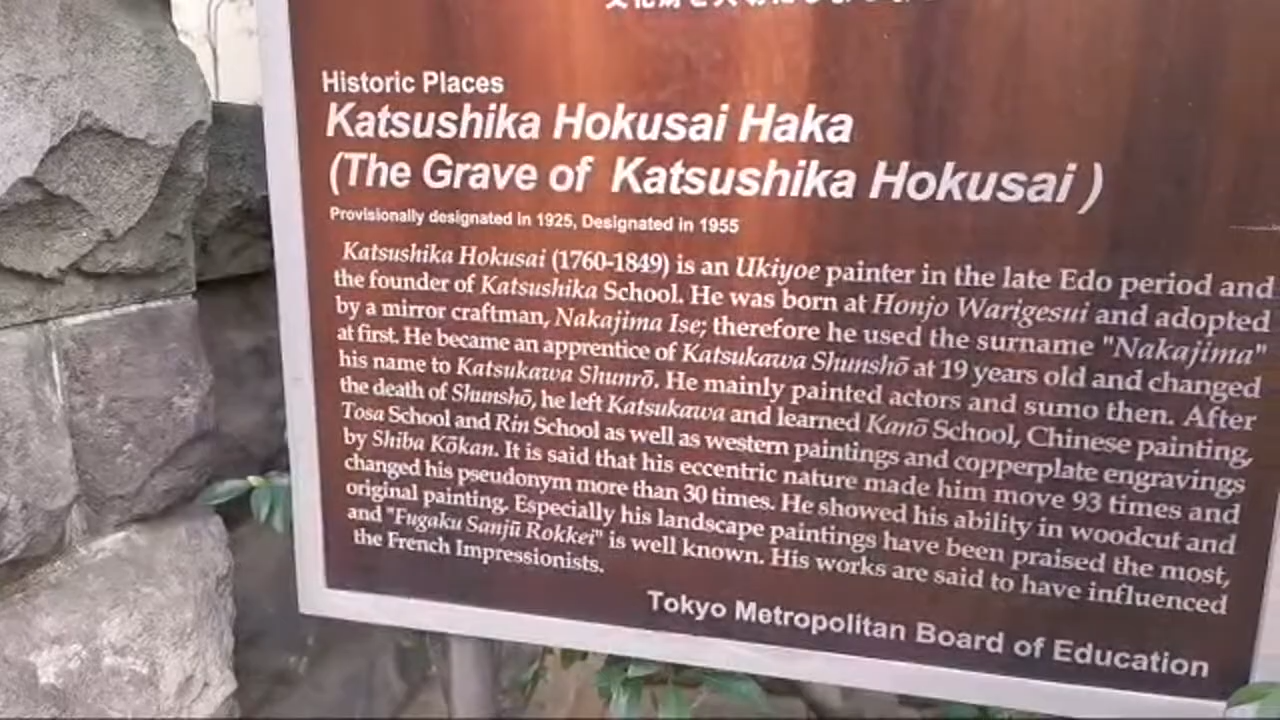 Historic Places
Katsushika Hokusai Haka
(The Grave of Katsushika Hokusai )
Provisionally designated in 1925, Designated in 1955
Katsushika Hokusai (1760-1849) is an Ukiyoe painter in the late Edo period and
the founder of Katsushika School. He was born at Honjo Warigesui and adopted
by a mirror craftman, Nakajima Ise; therefore he used the surname "Nakajima"
at first. He became an apprentice of Katsukawa Shunshō at 19 years old and changed
his name to Katsukawa Shunrō. He mainly painted actors and sumo then. After
the death of Shunshō, he left Katsukawa and learned Kanō School, Chinese painting,
Tosa School and Rin School as well as western paintings and copperplate engravings
by Shiba Kōkan. It is said that his eccentric nature made him move 93 times and
changed his pseudonym more than 30 times. He showed his ability in woodcut and
original painting. Especially his landscape paintings have been praised the most,
and "Fugaku Sanjū Rokkei" is well known. His works are said to have influenced
the French Impressionists.
Tokyo Metropolitan Board of Education